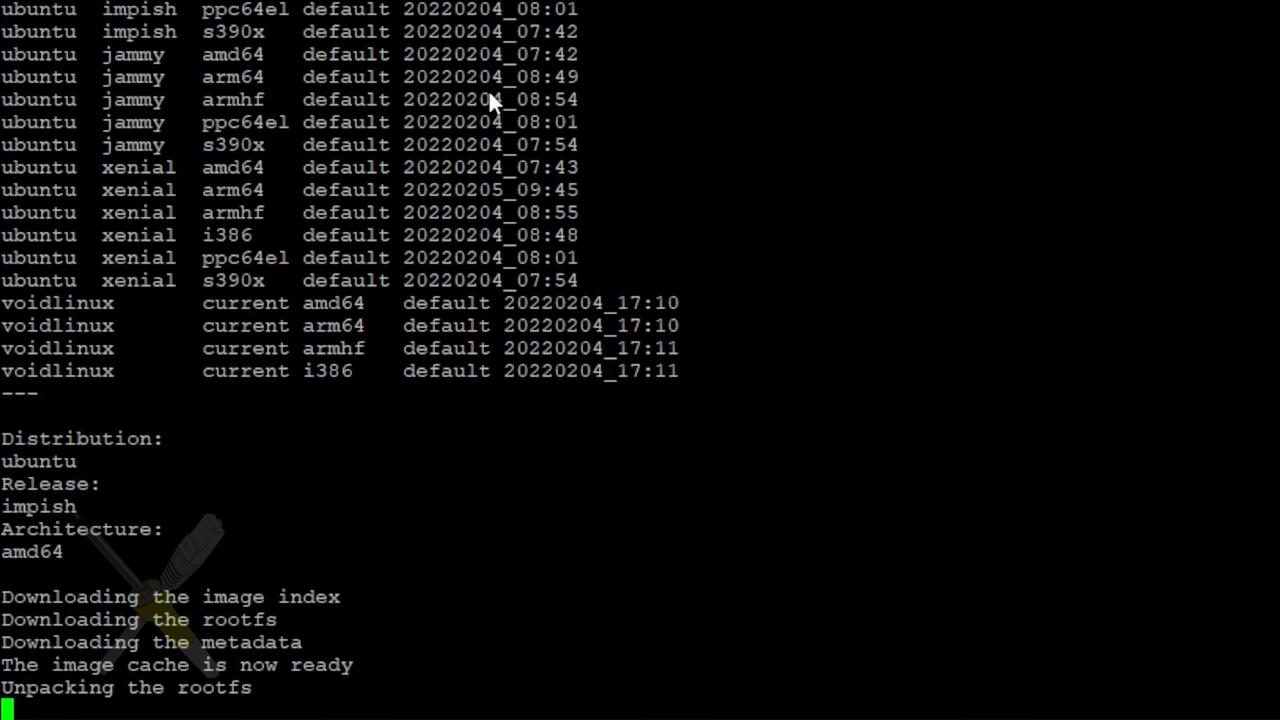 ubuntu  impish  ppc64el default 20220204_08:01
ubuntu  impish  s390x   default 20220204_07:42
ubuntu  jammy   amd64   default 20220204_07:42
ubuntu  jammy   arm64   default 20220204_08:49
ubuntu  jammy   armhf   default 20220204_08:54
ubuntu  jammy   ppc64el default 20220204_08:01
ubuntu  jammy   s390x   default 20220204_07:54
ubuntu  xenial  amd64   default 20220204_07:43
ubuntu  xenial  arm64   default 20220205_09:45
ubuntu  xenial  armhf   default 20220204_08:55
ubuntu  xenial  i386    default 20220204_08:48
ubuntu  xenial  ppc64el default 20220204_08:01
ubuntu  xenial  s390x   default 20220204_07:54
voidlinux       current amd64   default 20220204_17:10
voidlinux       current arm64   default 20220204_17:10
voidlinux       current armhf   default 20220204_17:11
voidlinux       current i386    default 20220204_17:11
---
Distribution:
ubuntu
Release:
impish
Architecture:
amd64
Downloading the image index
Downloading the rootfs
Downloading the metadata
The image cache is now ready
Unpacking the rootfs